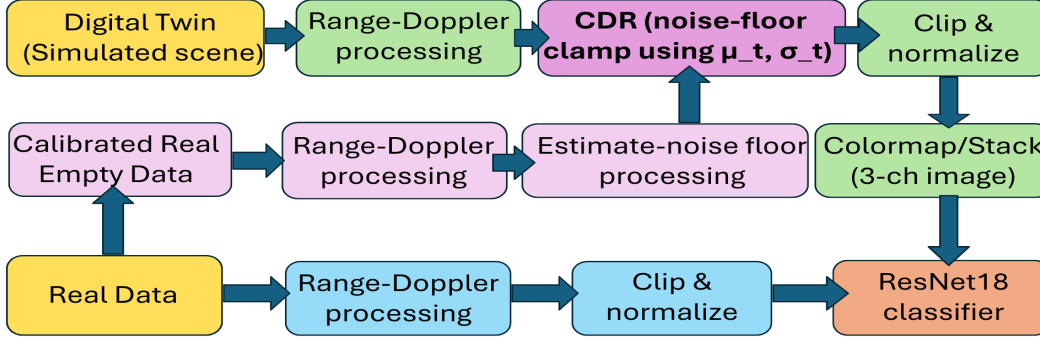 Digital Twin
(Simulated scene)
Range-Doppler
processing
CDR (noise-floor
clamp using μ_t, σ_t)
Clip &
normalize
Calibrated Real
Empty Data
Range-Doppler
processing
Estimate-noise floor
processing
Colormap/Stack
(3-ch image)
Real Data
Range-Doppler
processing
Clip &
normalize
ResNet18
classifier